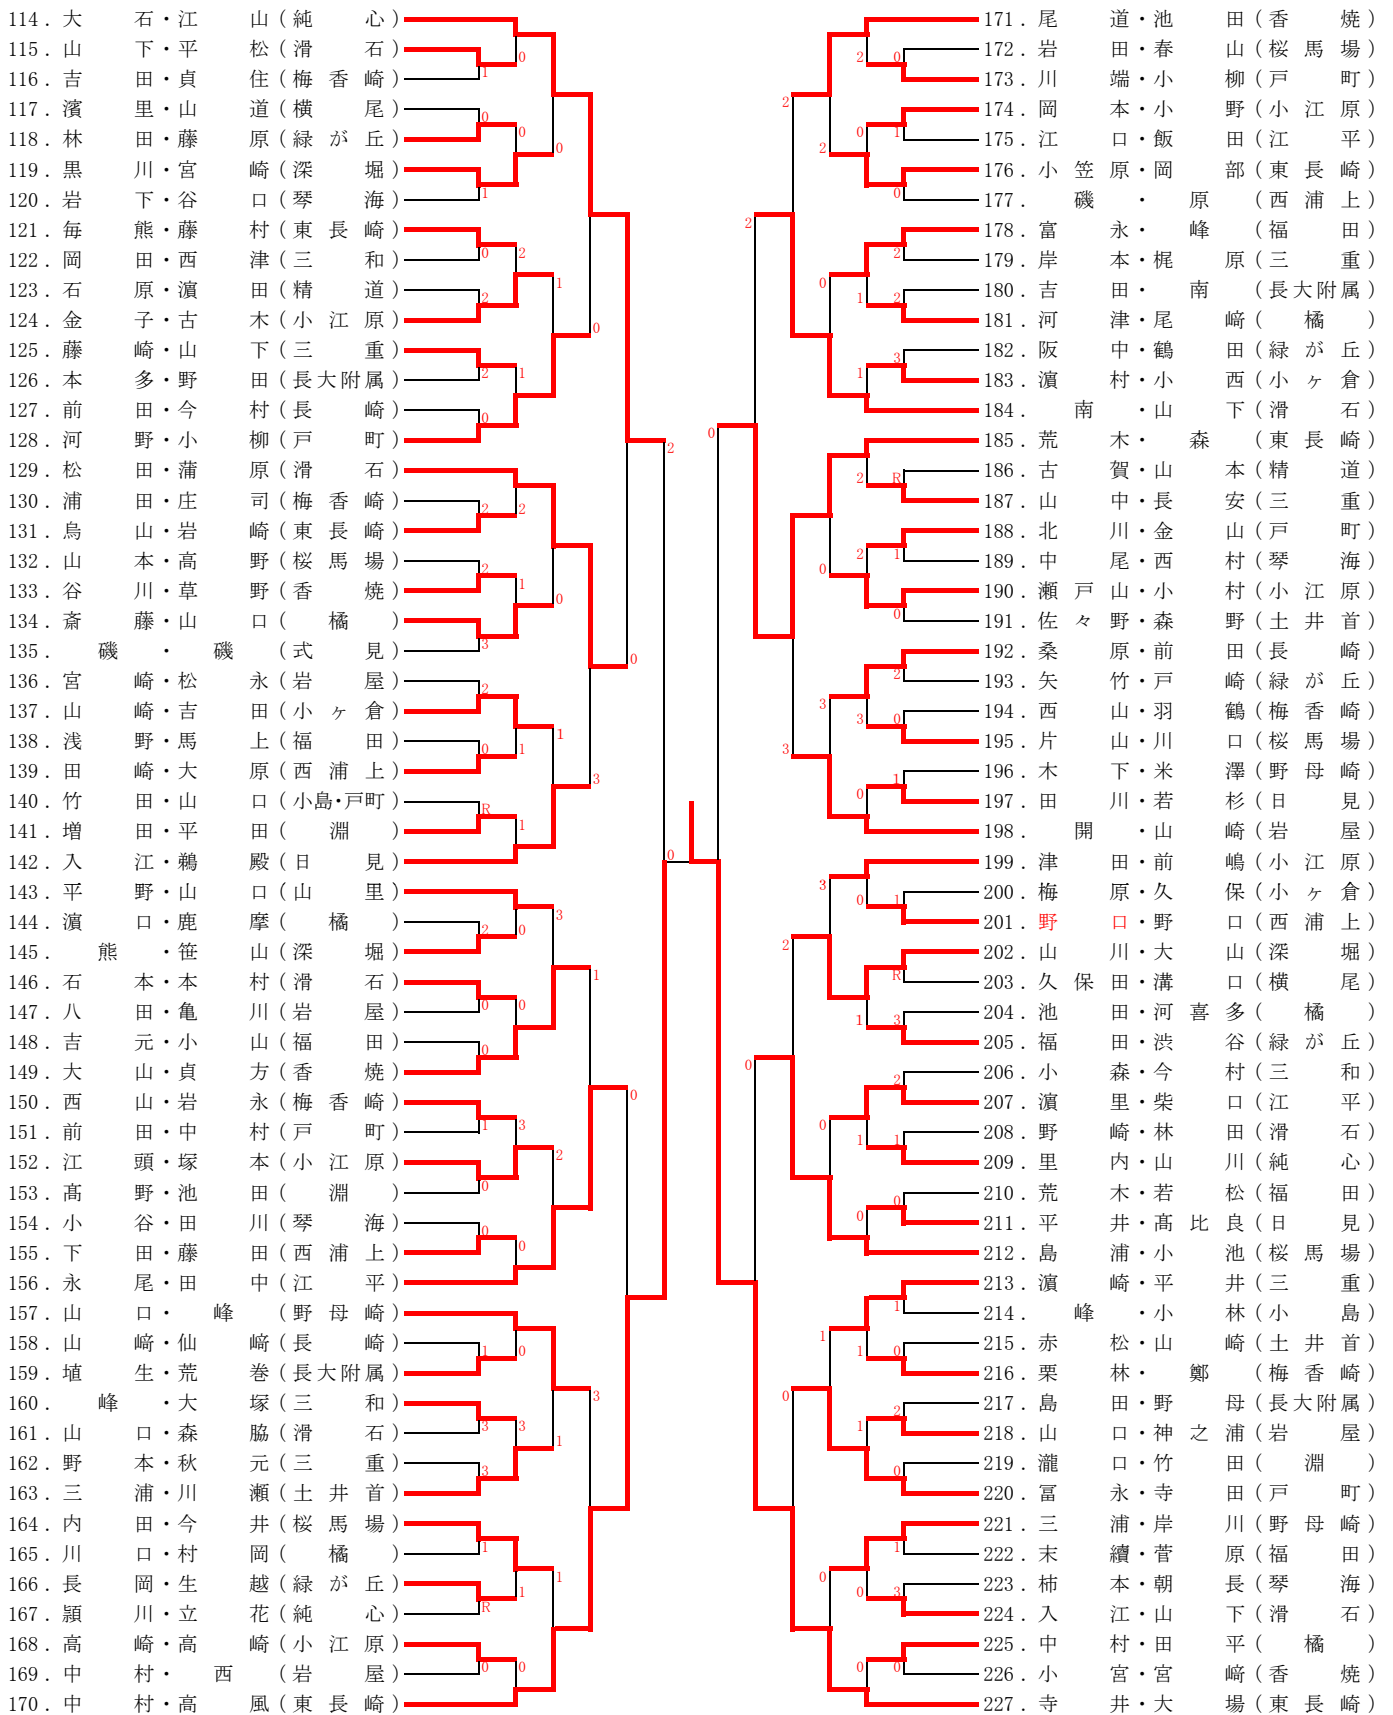 114．大石・江山（純心）
115．山下・平松（滑石）
116．吉田・貞住（梅香崎）
117．濱里・山道（横尾）
118．林田・藤原（緑が丘）
119．黒川・宮崎（深堀）
120．岩下・谷口（琴海）
121．毎熊・藤村（東長崎）
122．岡田・西津（三和）
123．石原・濵田（精道）
124．金子・古木（小江原）
125．藤崎・山下（三重）
126．本多・野田（長大附属）
127．前田・今村（長崎）
128．河野・小柳（戸町）
129．松田・蒲原（滑石）
130．浦田・庄司（梅香崎）
131．烏山・岩崎（東長崎）
132．山本・高野（桜馬場）
133．谷川・草野（香焼）
134．斎藤・山口（橘）
135．磯・磯（式見）
136．宮崎・松永（岩屋）
137．山崎・吉田（小ヶ倉）
138．浅野・馬上（福田）
139．田崎・大原（西浦上）
140．竹田・山口（小島・戸町）
141．増田・平田（淵）
142．入江・鵜殿（日見）
143．平野・山口（山里）
144．濵口・鹿摩（橘）
145．熊・笹山（深堀）
146．石本・本村（滑石）
147．八田・亀川（岩屋）
148．吉元・小山（福田）
149．大山・貞方（香焼）
150．西山・岩永（梅香崎）
151．前田・中村（戸町）
152．江頭・塚本（小江原）
153．髙野・池田（淵）
154．小谷・田川（琴海）
155．下田・藤田（西浦上）
156．永尾・田中（江平）
157．山口・峰（野母崎）
158．山﨑・仙﨑（長崎）
159．埴生・荒巻（長大附属）
160．峰・大塚（三和）
161．山口・森脇（滑石）
162．野本・秋元（三重）
163．三浦・川瀬（土井首）
164．内田・今井（桜馬場）
165．川口・村岡（橘）
166．長岡・生越（緑が丘）
167．頴川・立花（純心）
168．高崎・高崎（小江原）
169．中村・西（岩屋）
170．中村・高風（東長崎）
171．尾道・池田（香焼）
172．岩田・春山（桜馬場）
173．川端・小柳（戸町）
174．岡本・小野（小江原）
175．江口・飯田（江平）
176．小笠原・岡部（東長崎）
177．磯・原（西浦上）
178．富永・峰（福田）
179．岸本・梶原（三重）
180．吉田・南（長大附属）
181．河津・尾﨑（橘）
182．阪中・鶴田（緑が丘）
183．濵村・小西（小ヶ倉）
184．南・山下（滑石）
185．荒木・森（東長崎）
186．古賀・山本（精道）
187．山中・長安（三重）
188．北川・金山（戸町）
189．中尾・西村（琴海）
190．瀬戸山・小村（小江原）
191．佐々野・森野（土井首）
192．桑原・前田（長崎）
193．矢竹・戸崎（緑が丘）
194．西山・羽鶴（梅香崎）
195．片山・川口（桜馬場）
196．木下・米澤（野母崎）
197．田川・若杉（日見）
198．開・山崎（岩屋）
199．津田・前嶋（小江原）
200．梅原・久保（小ヶ倉）
201．野口・野口（西浦上）
202．山川・大山（深堀）
203．久保田・溝口（横尾）
204．池田・河喜多（橘）
205．福田・渋谷（緑が丘）
206．小森・今村（三和）
207．濵里・柴口（江平）
208．野崎・林田（滑石）
209．里内・山川（純心）
210．荒木・若松（福田）
211．平井・髙比良（日見）
212．島浦・小池（桜馬場）
213．濵崎・平井（三重）
214．峰・小林（小島）
215．赤松・山崎（土井首）
216．栗林・鄭（梅香崎）
217．島田・野母（長大附属）
218．山口・神之浦（岩屋）
219．瀧口・竹田（淵）
220．冨永・寺田（戸町）
221．三浦・岸川（野母崎）
222．末續・菅原（福田）
223．柿本・朝長（琴海）
224．入江・山下（滑石）
225．中村・田平（橘）
226．小宮・宮﨑（香焼）
227．寺井・大場（東長崎）